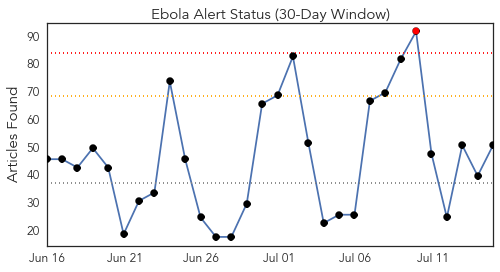 Ebola Alert Status (30-Day Window)
Articles Found
90
80
70
60
50
40
30
20
Jun 16 Jun 21 Jun 26 Jul 01 Jul 06 Jul 11